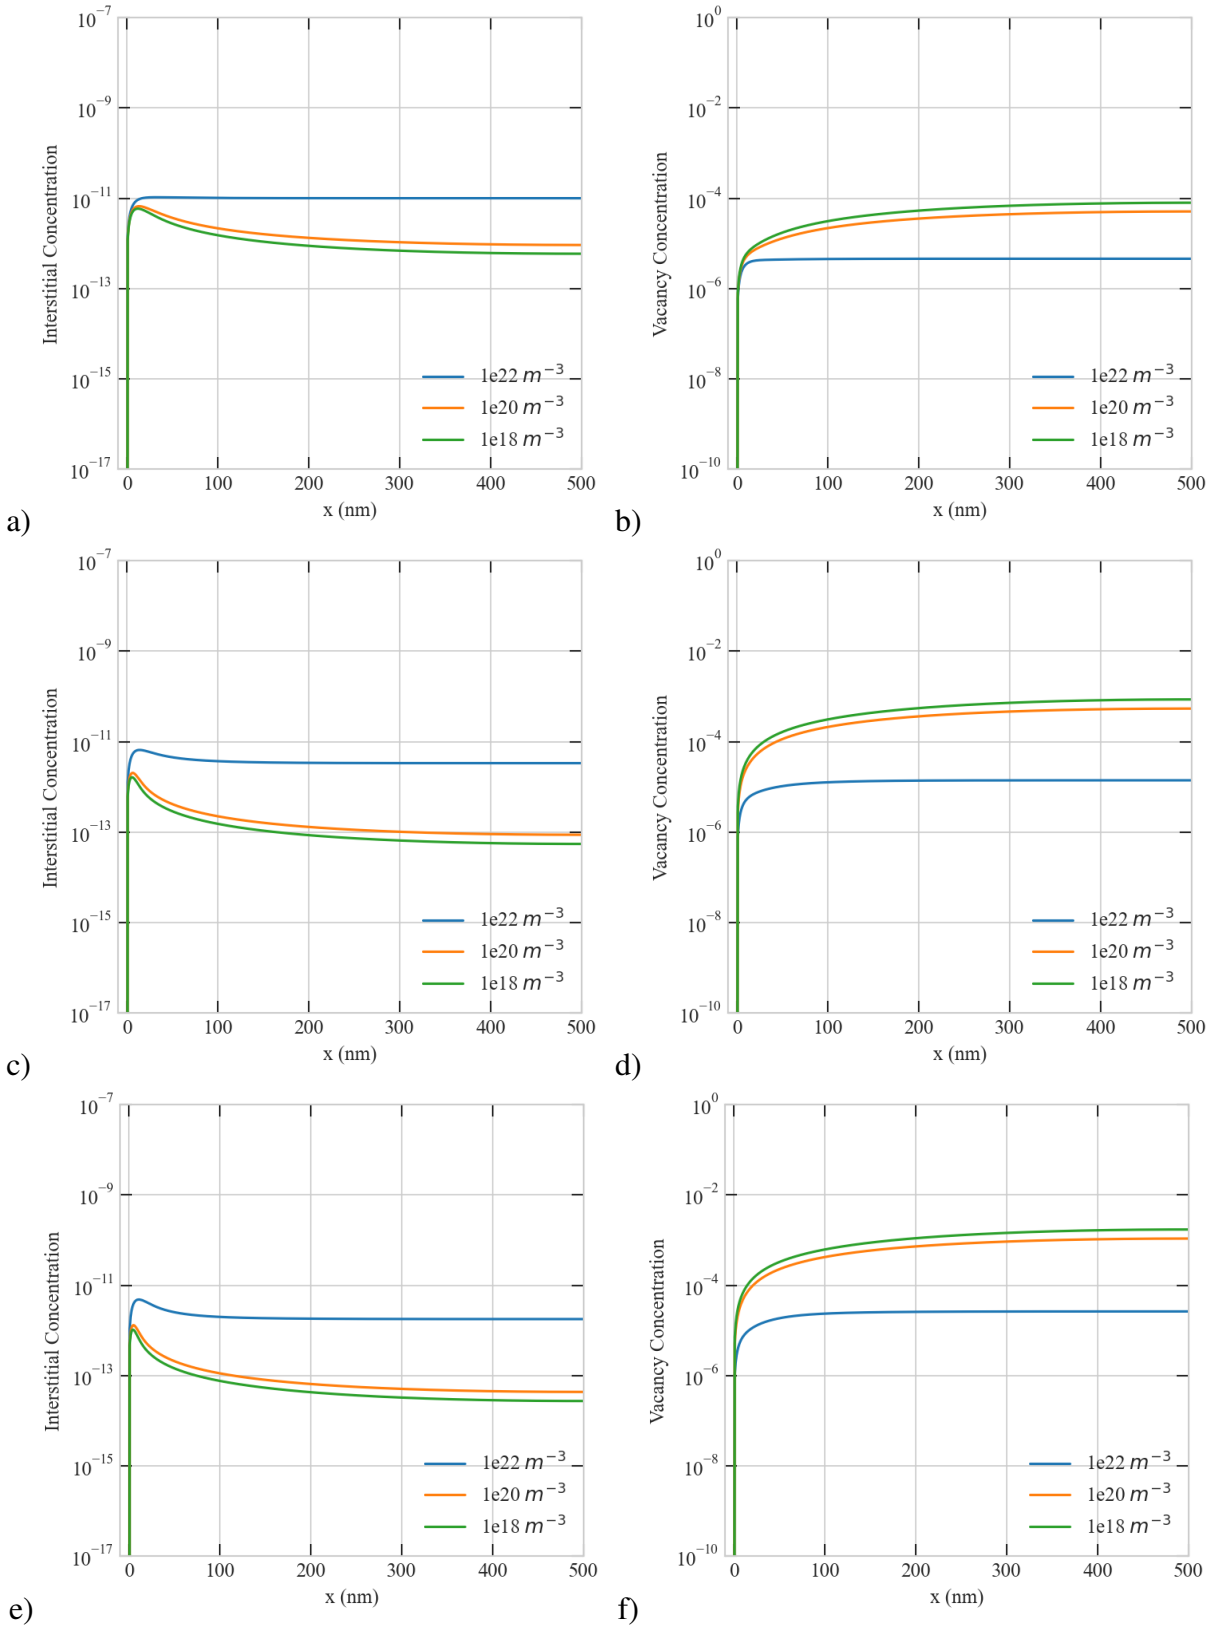 10^{-7}
10^{-9}
10^{-11}
10^{-13}
10^{-15}
10^{-17}
Interstitial Concentration
1e22 m^{-3}
1e20 m^{-3}
1e18 m^{-3}
0 100 200 300 400 500
x (nm)
a)
10^{0}
10^{-2}
10^{-4}
10^{-6}
10^{-8}
10^{-10}
Vacancy Concentration
1e22 m^{-3}
1e20 m^{-3}
1e18 m^{-3}
0 100 200 300 400 500
x (nm)
b)
10^{-7}
10^{-9}
10^{-11}
10^{-13}
10^{-15}
10^{-17}
Interstitial Concentration
1e22 m^{-3}
1e20 m^{-3}
1e18 m^{-3}
0 100 200 300 400 500
x (nm)
c)
10^{0}
10^{-2}
10^{-4}
10^{-6}
10^{-8}
10^{-10}
Vacancy Concentration
1e22 m^{-3}
1e20 m^{-3}
1e18 m^{-3}
0 100 200 300 400 500
x (nm)
d)
10^{-7}
10^{-9}
10^{-11}
10^{-13}
10^{-15}
10^{-17}
Interstitial Concentration
1e22 m^{-3}
1e20 m^{-3}
1e18 m^{-3}
0 100 200 300 400 500
x (nm)
e)
10^{0}
10^{-2}
10^{-4}
10^{-6}
10^{-8}
10^{-10}
Vacancy Concentration
1e22 m^{-3}
1e20 m^{-3}
1e18 m^{-3}
0 100 200 300 400 500
x (nm)
f)